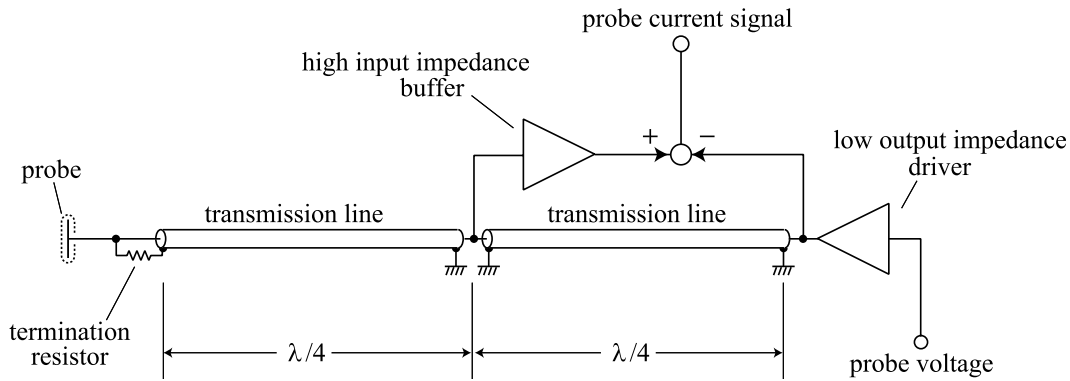 probe current signal
high input impedance
buffer
+
−
low output impedance
driver
probe
transmission line
transmission line
termination
resistor
λ/4
λ/4
probe voltage